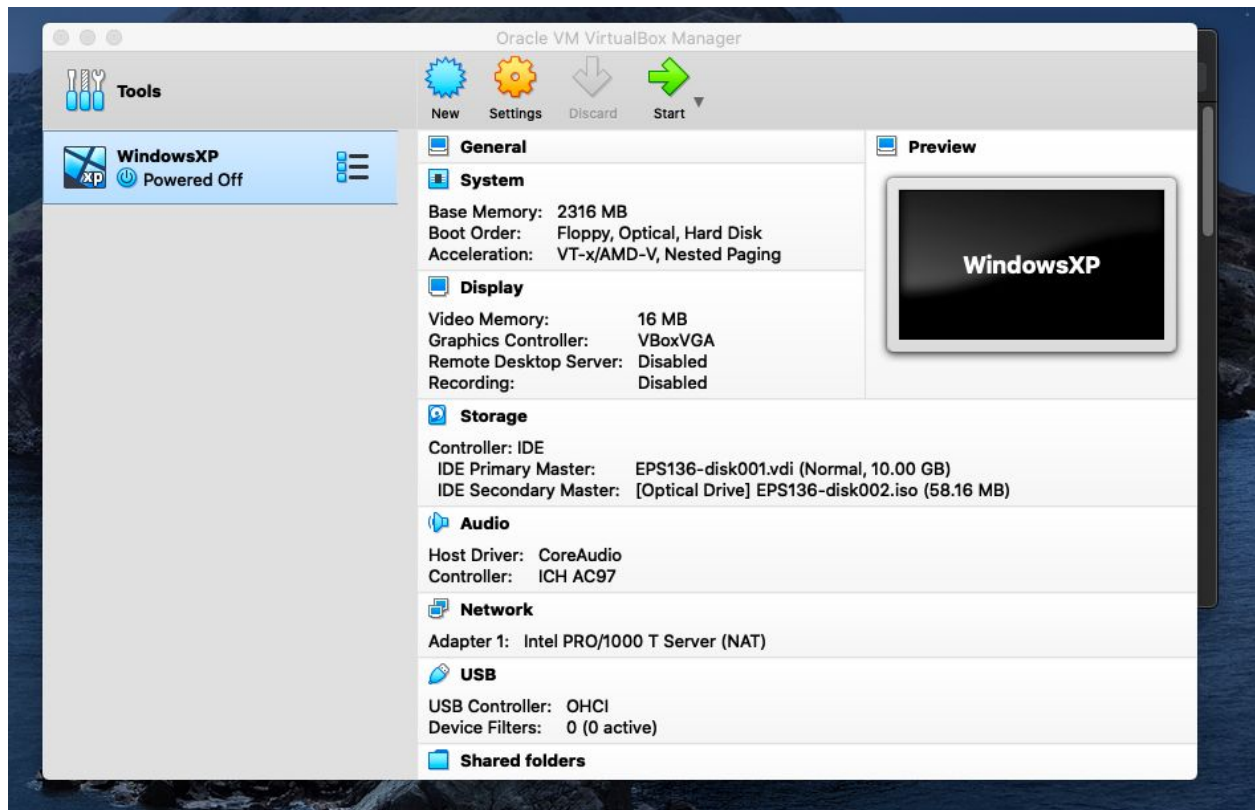 Oracle VM VirtualBox Manager
Tools
New Settings Discard Start
WindowsXP
Powered Off
xp
General
System
Base Memory: 2316 MB
Boot Order: Floppy, Optical, Hard Disk
Acceleration: VT-x/AMD-V, Nested Paging
Display
Video Memory: 16 MB
Graphics Controller: VBoxVGA
Remote Desktop Server: Disabled
Recording: Disabled
Storage
Controller: IDE
IDE Primary Master: EPS136-disk001.vdi (Normal, 10.00 GB)
IDE Secondary Master: [Optical Drive] EPS136-disk002.iso (58.16 MB)
Audio
Host Driver: CoreAudio
Controller: ICH AC97
Network
Adapter 1: Intel PRO/1000 T Server (NAT)
USB
USB Controller: OHCI
Device Filters: 0 (0 active)
Shared folders
Preview
WindowsXP